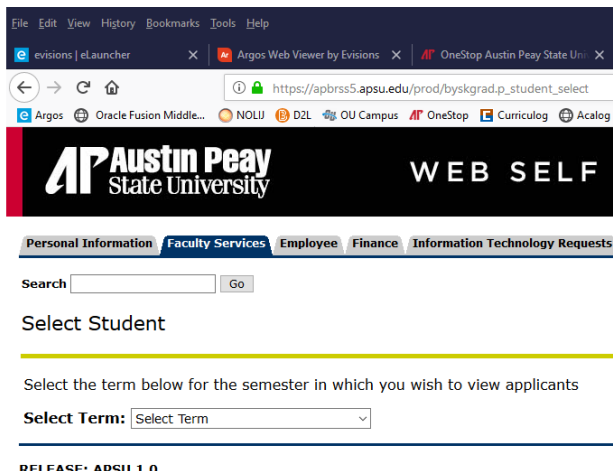 File Edit View History Bookmarks Tools Help
evisions | eLauncher Argos Web Viewer by Evisions OneStop Austin Peay State Uni
https://apbrss5.apsu.edu/prod/byskgrad.p_student_select
Argos Oracle Fusion Middle... NOLIJ D2L OU Campus OneStop Curriculog Acalog
AP Austin Peay
State University
WEB SELF
Personal Information Faculty Services Employee Finance Information Technology Requests
Search Go
Select Student
Select the term below for the semester in which you wish to view applicants
Select Term: Select Term
RELEASE: APSU 1.0